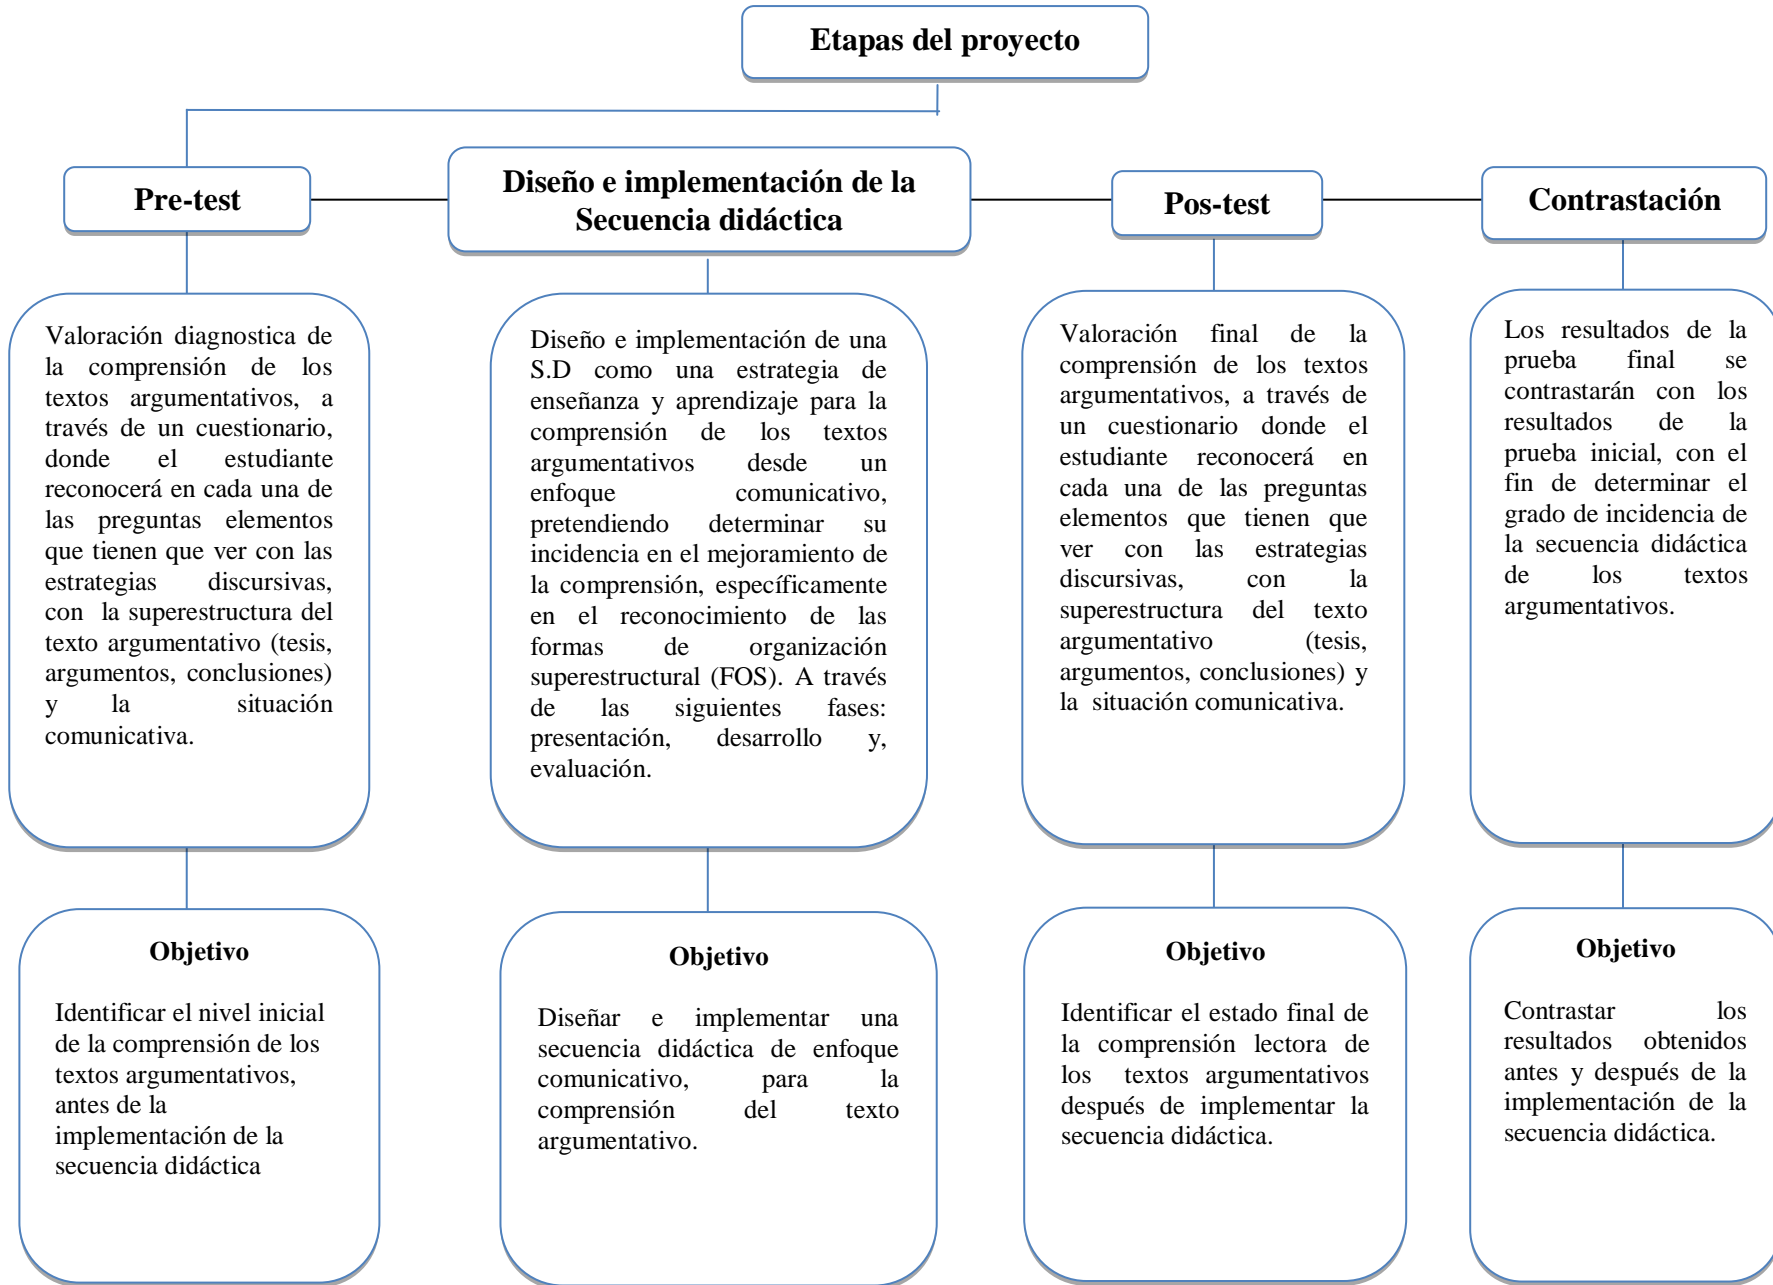 Etapas del proyecto
Pre-test
Diseño e implementación de la
Secuencia didáctica
Pos-test
Contrastación
Valoración diagnostica de
la comprensión de los
textos argumentativos, a
través de un cuestionario,
donde el estudiante
reconocerá en cada una de
las preguntas elementos
que tienen que ver con las
estrategias discursivas,
con la superestructura del
texto argumentativo (tesis,
argumentos, conclusiones)
y la situación
comunicativa.
Diseño e implementación de una
S.D como una estrategia de
enseñanza y aprendizaje para la
comprensión de los textos
argumentativos desde un
enfoque comunicativo,
pretendiendo determinar su
incidencia en el mejoramiento de
la comprensión, específicamente
en el reconocimiento de las
formas de organización
superestructural (FOS). A través
de las siguientes fases:
presentación, desarrollo y,
evaluación.
Valoración final de la
comprensión de los textos
argumentativos, a través de
un cuestionario donde el
estudiante reconocerá en
cada una de las preguntas
elementos que tienen que
ver con las estrategias
discursivas, con la
superestructura del texto
argumentativo (tesis,
argumentos, conclusiones) y
la situación comunicativa.
Los resultados de la
prueba final se
contrastarán con los
resultados de la
prueba inicial, con el
fin de determinar el
grado de incidencia de
la secuencia didáctica
de los textos
argumentativos.
Objetivo
Identificar el nivel inicial
de la comprensión de los
textos argumentativos,
antes de la
implementación de la
secuencia didáctica
Objetivo
Diseñar e implementar una
secuencia didáctica de enfoque
comunicativo, para la
comprensión del texto
argumentativo.
Objetivo
Identificar el estado final de
la comprensión lectora de
los textos argumentativos
después de implementar la
secuencia didáctica.
Objetivo
Contrastar los
resultados obtenidos
antes y después de la
implementación de la
secuencia didáctica.